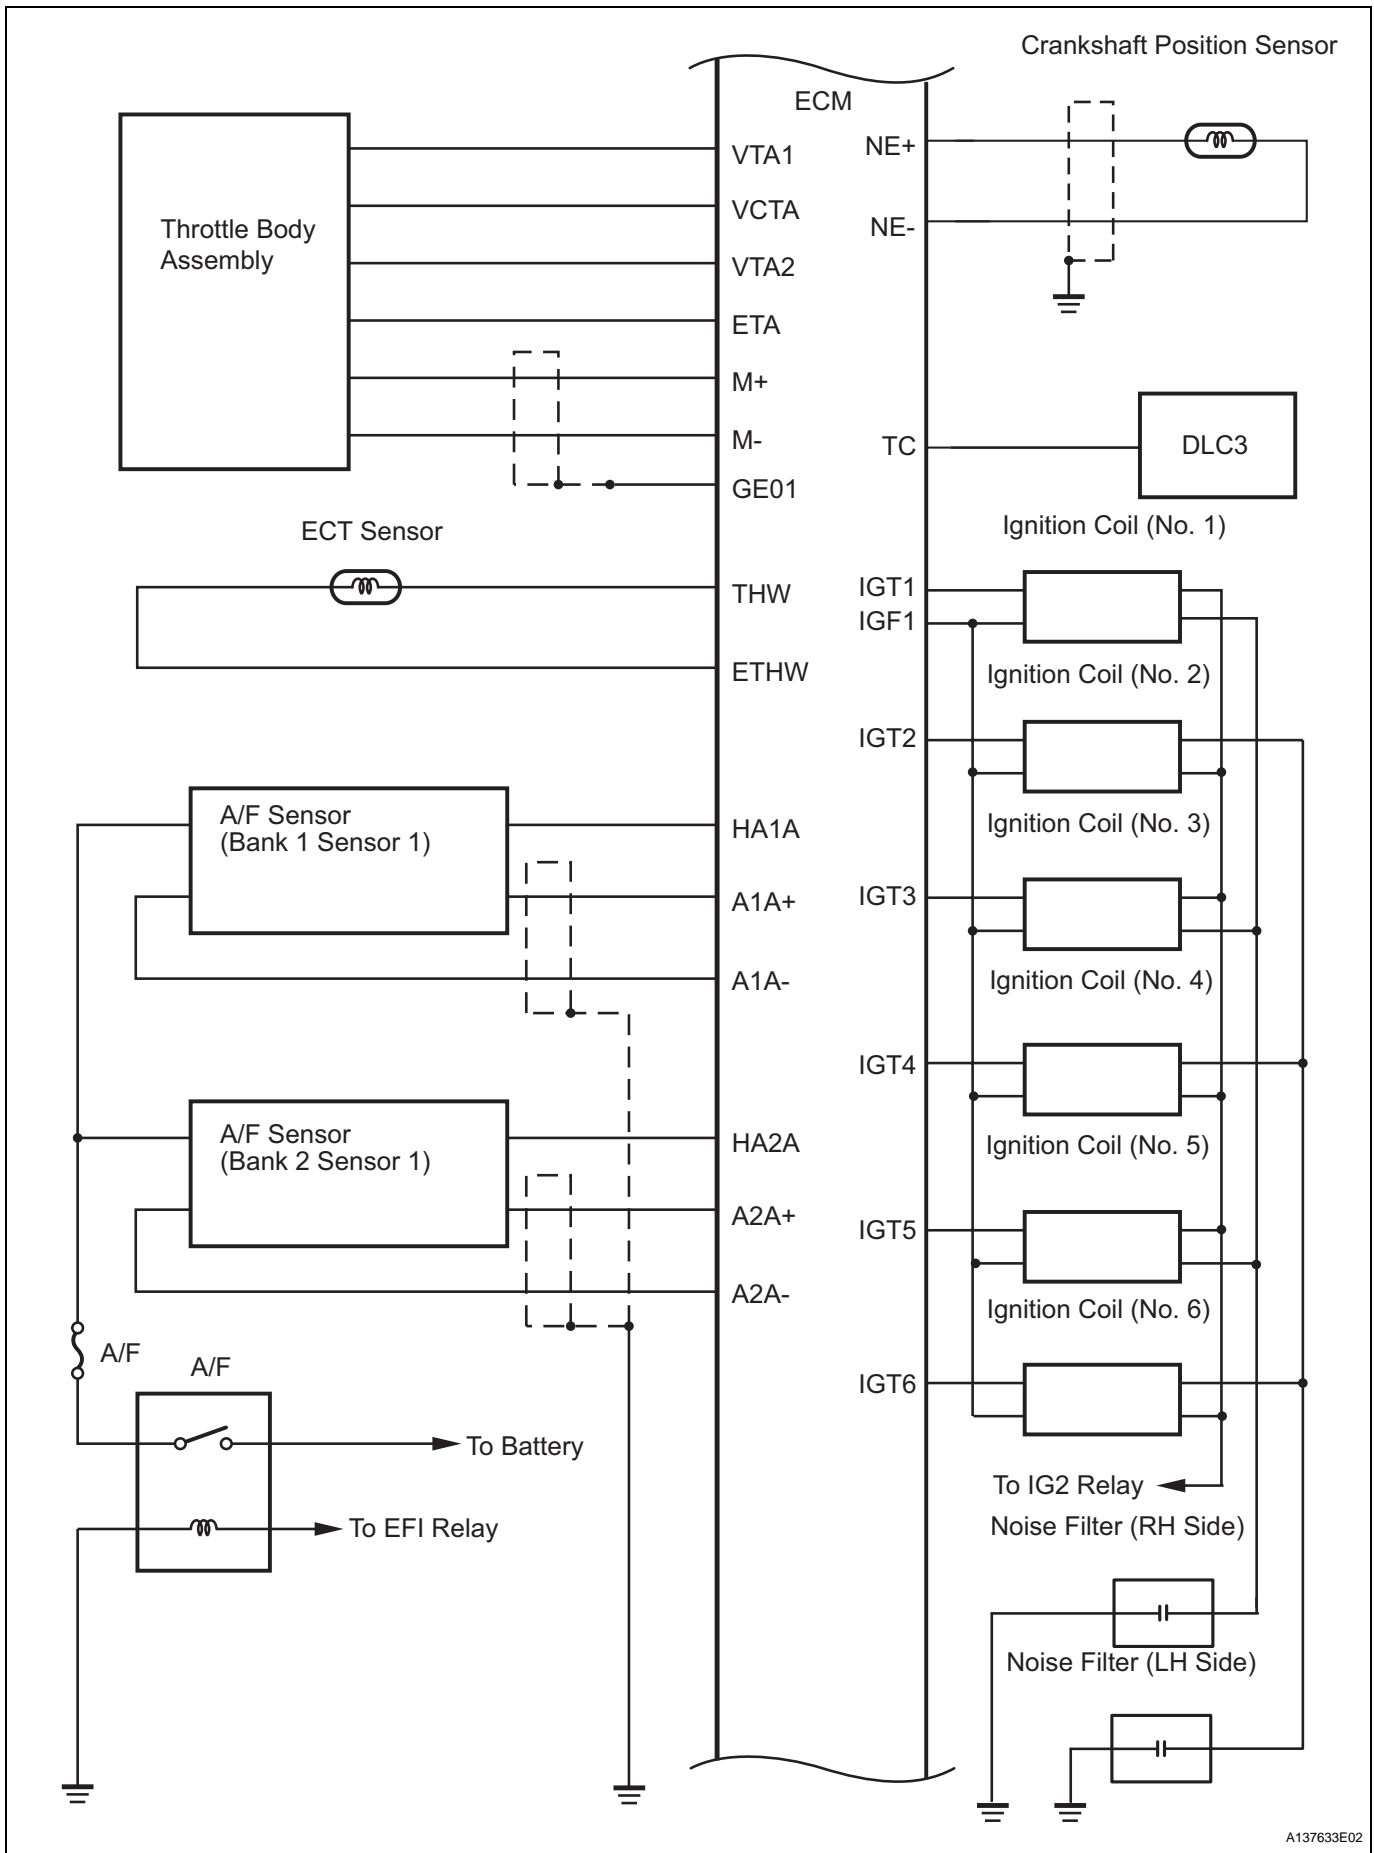 Crankshaft Position Sensor
ECM
Throttle Body
Assembly
VTA1
VCTA
VTA2
ETA
M+
M-
GE01
NE+
NE-
TC
DLC3
ECT Sensor
THW
ETHW
Ignition Coil (No. 1)
IGT1
IGF1
Ignition Coil (No. 2)
IGT2
Ignition Coil (No. 3)
IGT3
Ignition Coil (No. 4)
IGT4
Ignition Coil (No. 5)
IGT5
Ignition Coil (No. 6)
IGT6
A/F Sensor
(Bank 1 Sensor 1)
HA1A
A1A+
A1A-
A/F Sensor
(Bank 2 Sensor 1)
HA2A
A2A+
A2A-
A/F
A/F
To Battery
To EFI Relay
To IG2 Relay
Noise Filter (RH Side)
Noise Filter (LH Side)
A137633E02